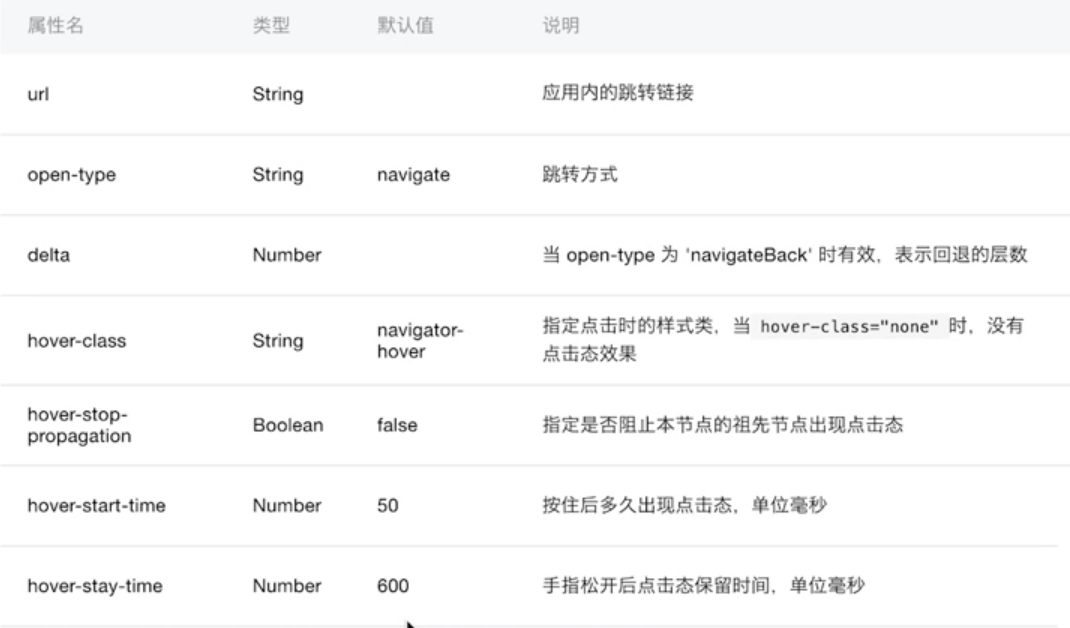 属性名 类型 默认值 说明
url String 应用内的跳转链接
open-type String navigate 跳转方式
delta Number 当 open-type 为 'navigateBack' 时有效，表示回退的层数
hover-class String navigator-
hover 指定点击时的样式类，当 hover-class="none" 时，没有
点击态效果
hover-stop-
propagation Boolean false 指定是否阻止本节点的祖先节点出现点击态
hover-start-time Number 50 按住后多久出现点击态，单位毫秒
hover-stay-time Number 600 手指松开后点击态保留时间，单位毫秒